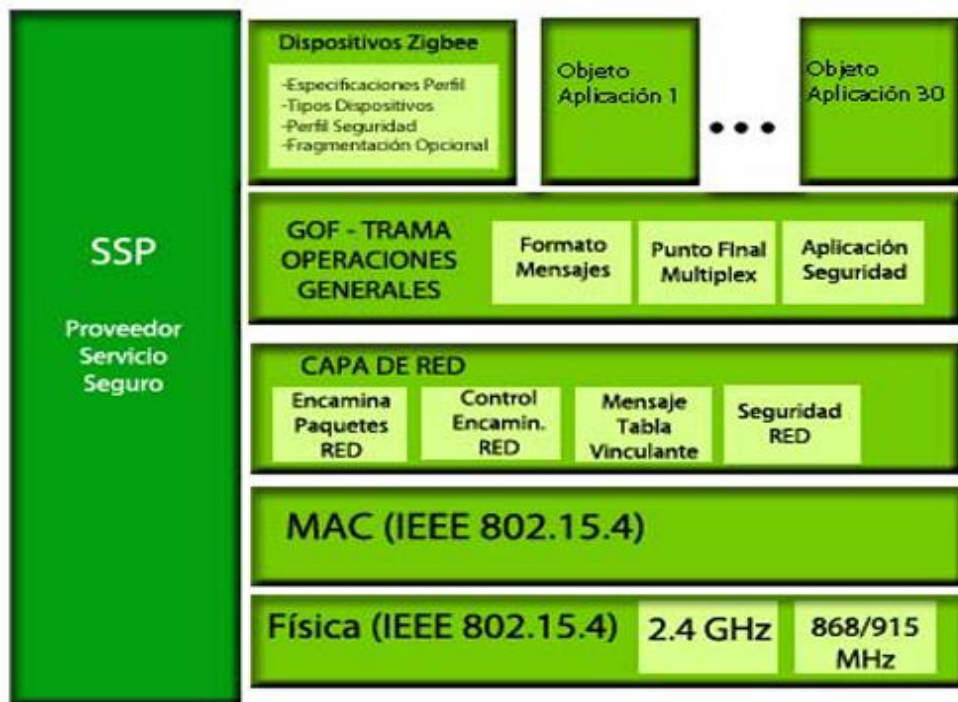 SSP
Proveedor
Servicio
Seguro
Dispositivos Zigbee
-Especificaciones Perfil
-Tipos Dispositivos
-Perfil Seguridad
-Fragmentación Opcional
Objeto
Aplicación 1
...
Objeto
Aplicación 30
GOF - TRAMA
OPERACIONES
GENERALES
Formato
Mensajes
Punto FInal
Multiplex
Aplicación
Seguridad
CAPA DE RED
Encamina
Paquetes
RED
Control
Encamin.
RED
Mensaje
Tabla
Vinculante
Seguridad
RED
MAC (IEEE 802.15.4)
Física (IEEE 802.15.4)
2.4 GHz
868/915
MHz